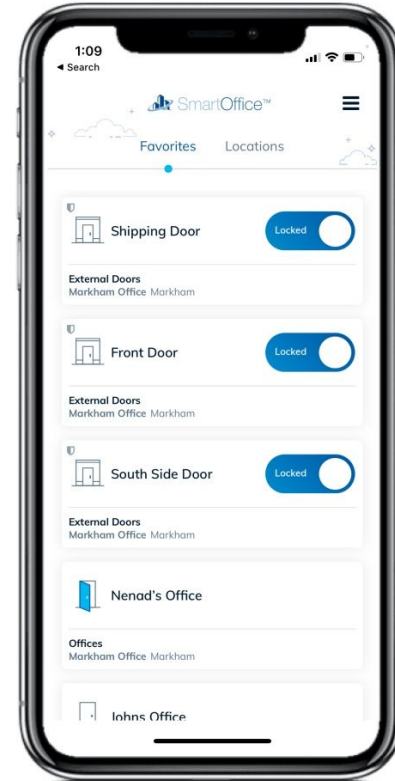 1:09
◄ Search
SmartOffice™
Favorites Locations
Shipping Door Locked
External Doors
Markham Office Markham
Front Door Locked
External Doors
Markham Office Markham
South Side Door Locked
External Doors
Markham Office Markham
Nenad's Office
Offices
Markham Office Markham
Johns Office